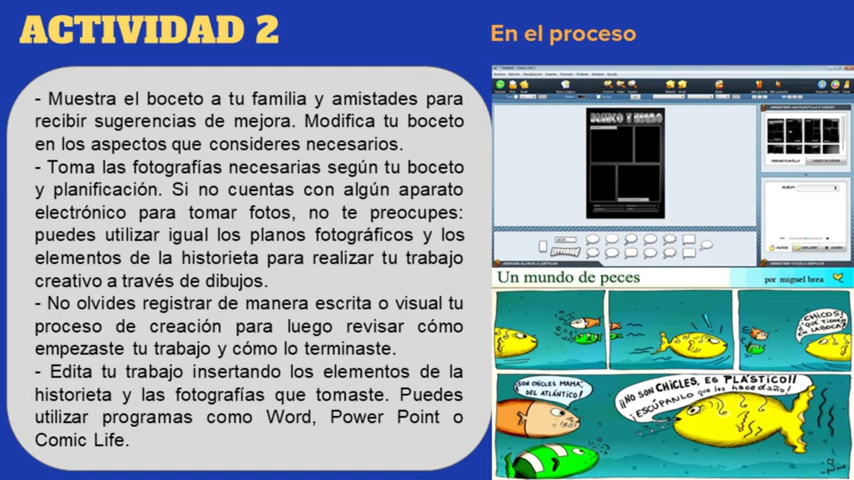 ACTIVIDAD 2
En el proceso
- Muestra el boceto a tu familia y amistades para
recibir sugerencias de mejora. Modifica tu boceto
en los aspectos que consideres necesarios.
- Toma las fotografías necesarias según tu boceto
y planificación. Si no cuentas con algún aparato
electrónico para tomar fotos, no te preocupes:
puedes utilizar igual los planos fotográficos y los
elementos de la historieta para realizar tu trabajo
creativo a través de dibujos.
- No olvides registrar de manera escrita o visual tu
proceso de creación para luego revisar cómo
empezaste tu trabajo y cómo lo terminaste.
- Edita tu trabajo insertando los elementos de la
historieta y las fotografías que tomaste. Puedes
utilizar programas como Word, Power Point o
Comic Life.
BLANCO Y NEGRO
Un mundo de peces
por miguel brea
¡CHICOS!
¿QUÉ TIENEN
EN LA BOCA?
¡SON CHICLES MAMÁ,
DEL ATLÁNTICO!
¡¡NO SON CHICLES, ES PLÁSTICO!!
¡ESCÚPANLO que les hace daño!